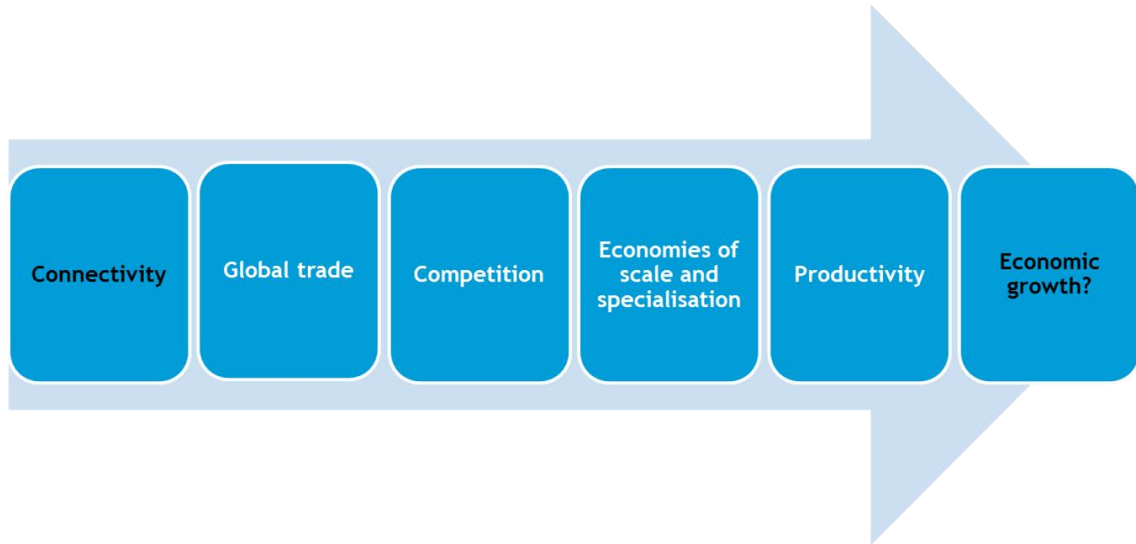 Connectivity
Global trade
Competition
Economies of
scale and
specialisation
Productivity
Economic
growth?